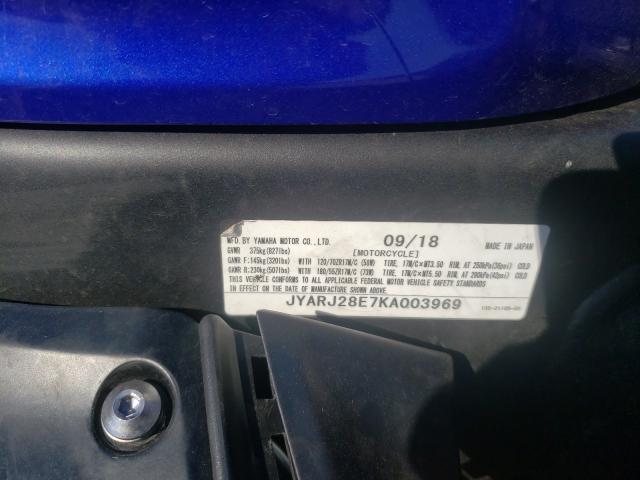 MFD. BY YAMAHA MOTOR CO., LTD. 09/18 MADE IN JAPAN
GVWR 375kg(827lbs) [MOTORCYCLE]
GAWR F:145kg(320lbs) WITH 120/70ZR17M/C (58W) TIRE, 17M/C×MT3.50 RIM, AT 250kPa(36psi) COLD
GAWR R:230kg(507lbs) WITH 180/55ZR17M/C (73W) TIRE, 17M/C×MT5.50 RIM, AT 290kPa(42psi) COLD
THIS VEHICLE CONFORMS TO ALL APPLICABLE FEDERAL MOTOR VEHICLE SAFETY STANDARDS
IN EFFECT ON THE DATE OF MANUFACTURE SHOWN ABOVE.
JYARJ28E7KA003969